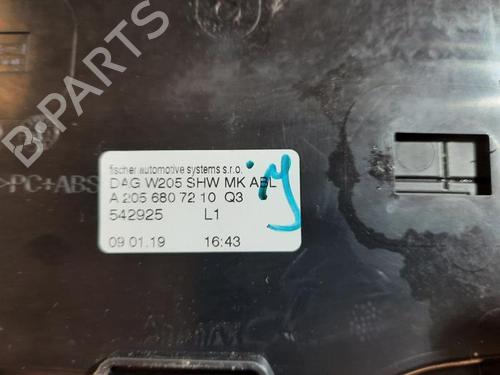 B-PARTS
>PC+ABS
fischer automotive systems s.r.o.
DAG W205 SHW MK ABL
A 205 680 72 10 Q3
542925 L1
09.01.19 16:43